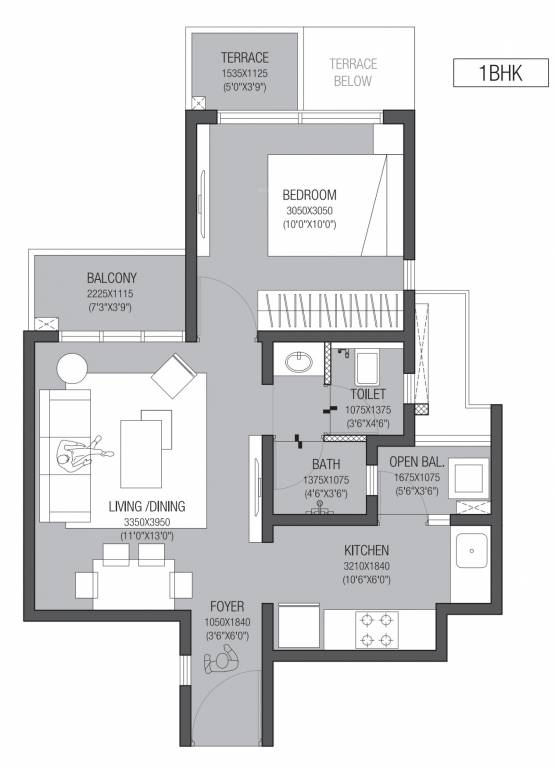 TERRACE
1535X1125
(5'0"X3'9")
TERRACE
BELOW
1BHK
BEDROOM
3050X3050
(10'0"X10'0")
BALCONY
2225X1115
(7'3"X3'9")
TOILET
1075X1375
(3'6"X4'6")
BATH
1375X1075
(4'6"X3'6")
OPEN BAL.
1675X1075
(5'6"X3'6")
LIVING /DINING
3350X3950
(11'0"X13'0")
KITCHEN
3210X1840
(10'6"X6'0")
FOYER
1050X1840
(3'6"X6'0")